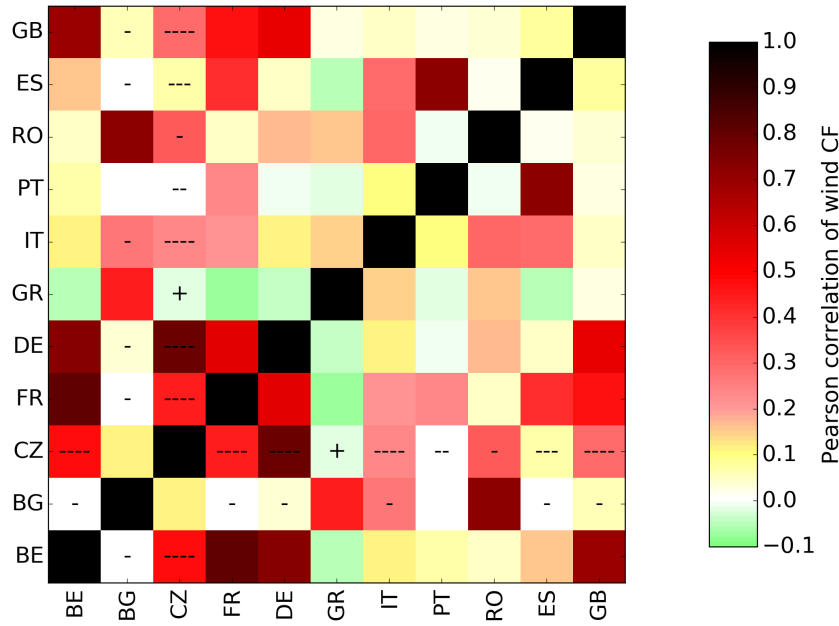 GB - ----
ES - ---
RO -
PT --
IT - ----
GR +
DE - ----
FR - ----
CZ ---- ---- ---- + ---- -- - --- ----
BG - - - - - -
BE - ----
BE BG CZ FR DE GR IT PT RO ES GB
1.0
0.9
0.8
0.7
0.6
0.5
0.4
0.3
0.2
0.1
0.0
−0.1
Pearson correlation of wind CF